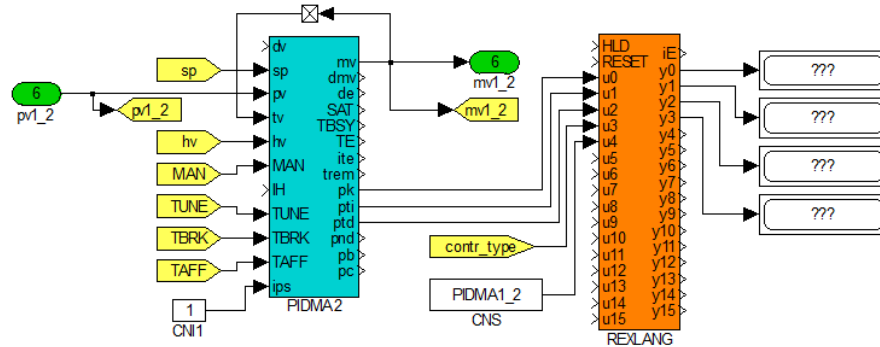 6
pv1_2
pv1_2
sp
hv
MAN
TUNE
TBRK
TAFF
1
CNI1
dv
sp
pv
tv
hv
MAN
IH
TUNE
TBRK
TAFF
ips
mv
dmv
de
SAT
TBSY
TE
ite
trem
pk
pti
ptd
pnd
pb
pc
PIDMA2
6
mv1_2
mv1_2
contr_type
PIDMA1_2
CNS
HLD
RESET
u0
u1
u2
u3
u4
u5
u6
u7
u8
u9
u10
u11
u12
u13
u14
u15
iE
y0
y1
y2
y3
y4
y5
y6
y7
y8
y9
y10
y11
y12
y13
y14
y15
REXLANG
???
???
???
???